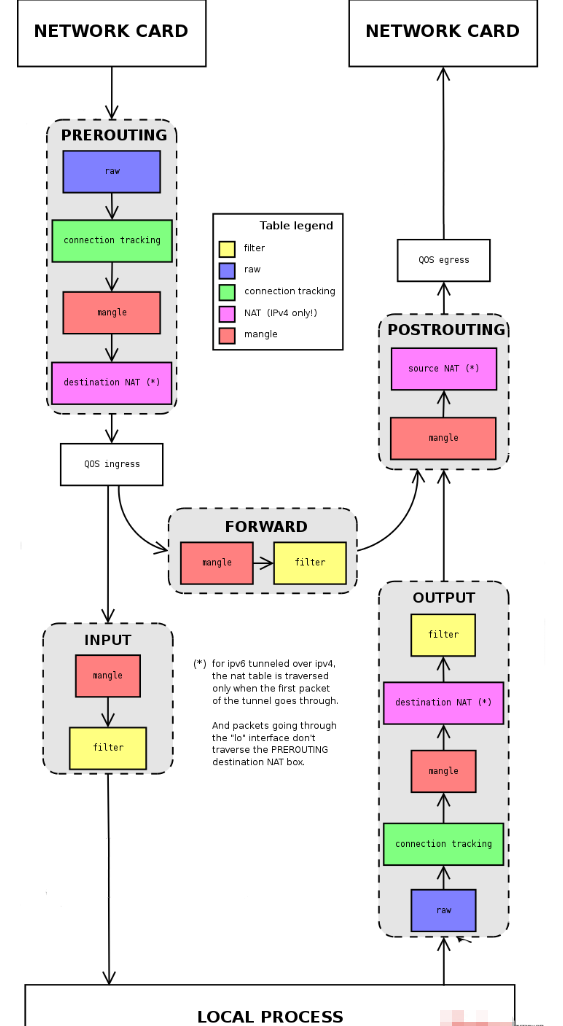 NETWORK CARD
NETWORK CARD
PREROUTING
raw
connection tracking
mangle
destination NAT (*)
Table legend
filter
raw
connection tracking
NAT (IPv4 only!)
mangle
QOS egress
POSTROUTING
source NAT (*)
mangle
QOS ingress
FORWARD
mangle
filter
INPUT
mangle
filter
(*) for ipv6 tunneled over ipv4,
the nat table is traversed
only when the first packet
of the tunnel goes through.
And packets going through
the "lo" interface don't
traverse the PREROUTING
destination NAT box.
OUTPUT
filter
destination NAT (*)
mangle
connection tracking
raw
LOCAL PROCESS